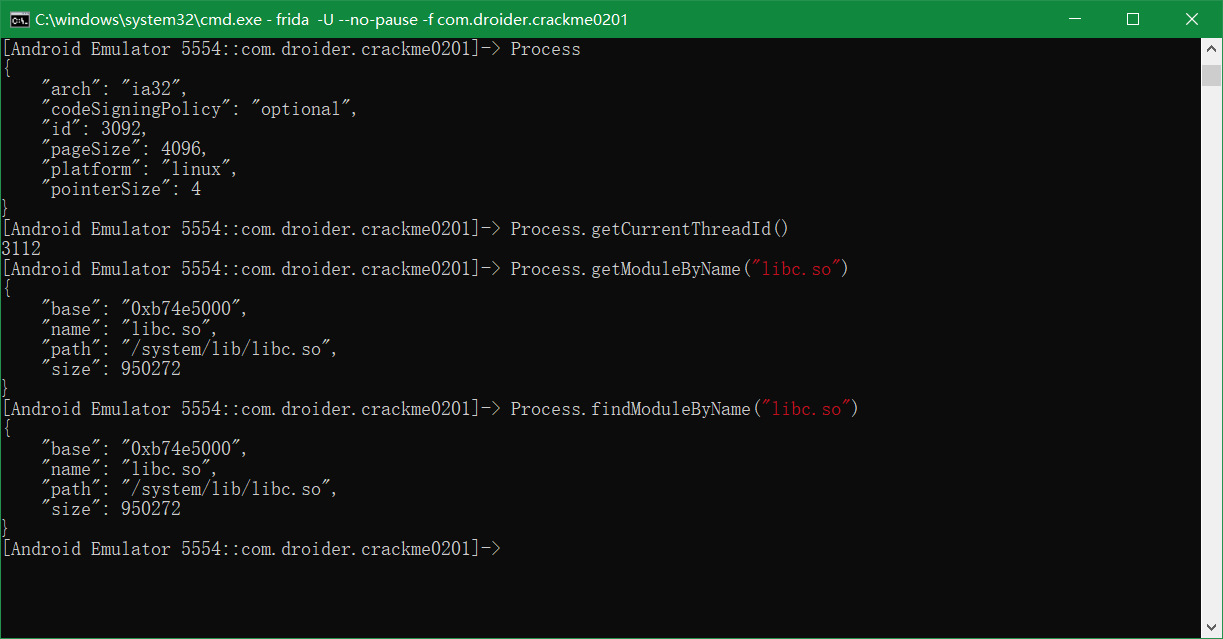 C:\windows\system32\cmd.exe - frida  -U --no-pause -f com.droider.crackme0201
[Android Emulator 5554::com.droider.crackme0201]-> Process
{
    "arch": "ia32",
    "codeSigningPolicy": "optional",
    "id": 3092,
    "pageSize": 4096,
    "platform": "linux",
    "pointerSize": 4
}
[Android Emulator 5554::com.droider.crackme0201]-> Process.getCurrentThreadId()
3112
[Android Emulator 5554::com.droider.crackme0201]-> Process.getModuleByName("libc.so")
{
    "base": "0xb74e5000",
    "name": "libc.so",
    "path": "/system/lib/libc.so",
    "size": 950272
}
[Android Emulator 5554::com.droider.crackme0201]-> Process.findModuleByName("libc.so")
{
    "base": "0xb74e5000",
    "name": "libc.so",
    "path": "/system/lib/libc.so",
    "size": 950272
}
[Android Emulator 5554::com.droider.crackme0201]->